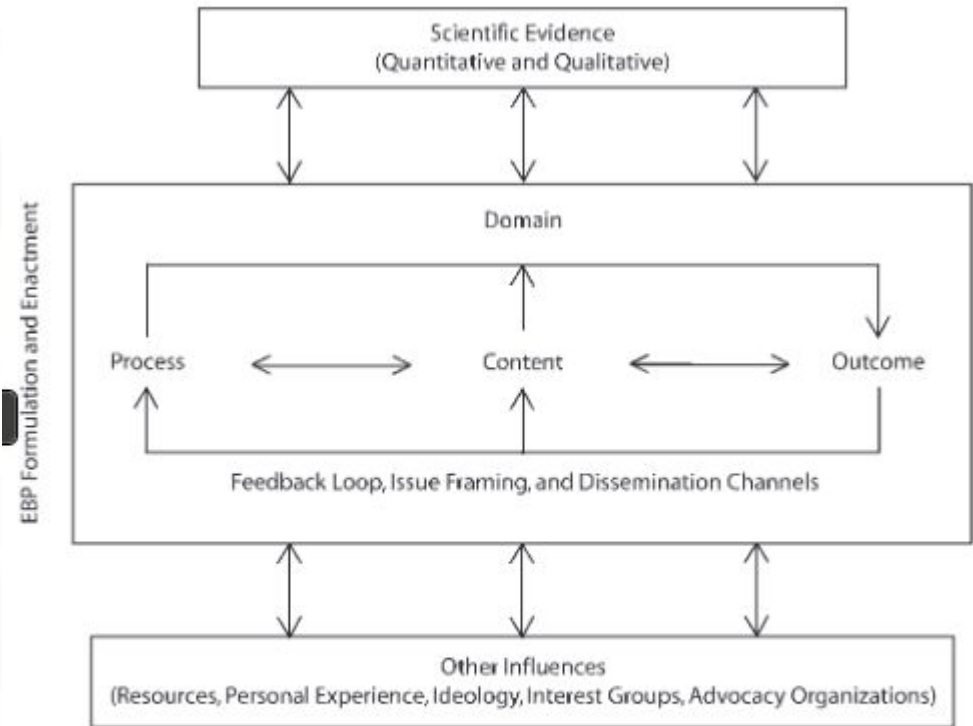 Scientific Evidence
(Quantitative and Qualitative)
EBP Formulation and Enactment
Domain
Process
Content
Outcome
Feedback Loop, Issue Framing, and Dissemination Channels
Other Influences
(Resources, Personal Experience, Ideology, Interest Groups, Advocacy Organizations)